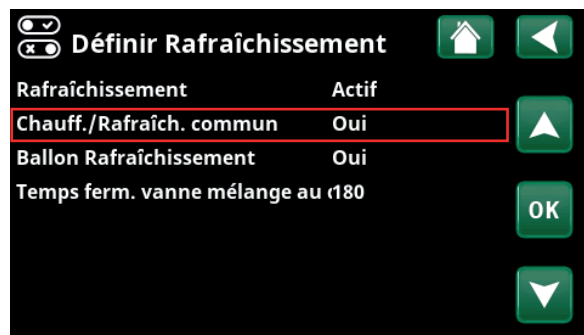 Définir Rafraîchissement
Rafraîchissement Actif
Chauff./Rafraîch. commun Oui
Ballon Rafraîchissement Oui
Temps ferm. vanne mélange au 180
OK